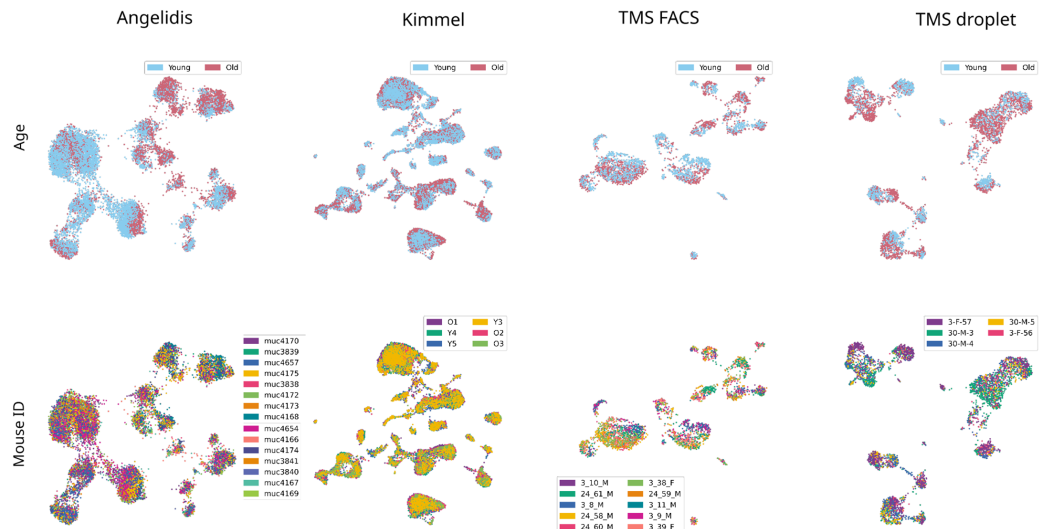 Angelidis Kimmel TMS FACS TMS droplet
Age
Young Old
Young Old
Young Old
Young Old
Mouse ID
muc4170
muc3839
muc4657
muc4175
muc3838
muc4172
muc4173
muc4168
muc4654
muc4166
muc4174
muc3841
muc3840
muc4167
muc4169
O1 Y3
Y4 O2
Y5 O3
3_10_M 3_38_F
24_61_M 24_59_M
3_8_M 3_11_M
24_58_M 3_9_M
24_60_M 3_39_F
3-F-57 30-M-5
30-M-3 3-F-56
30-M-4